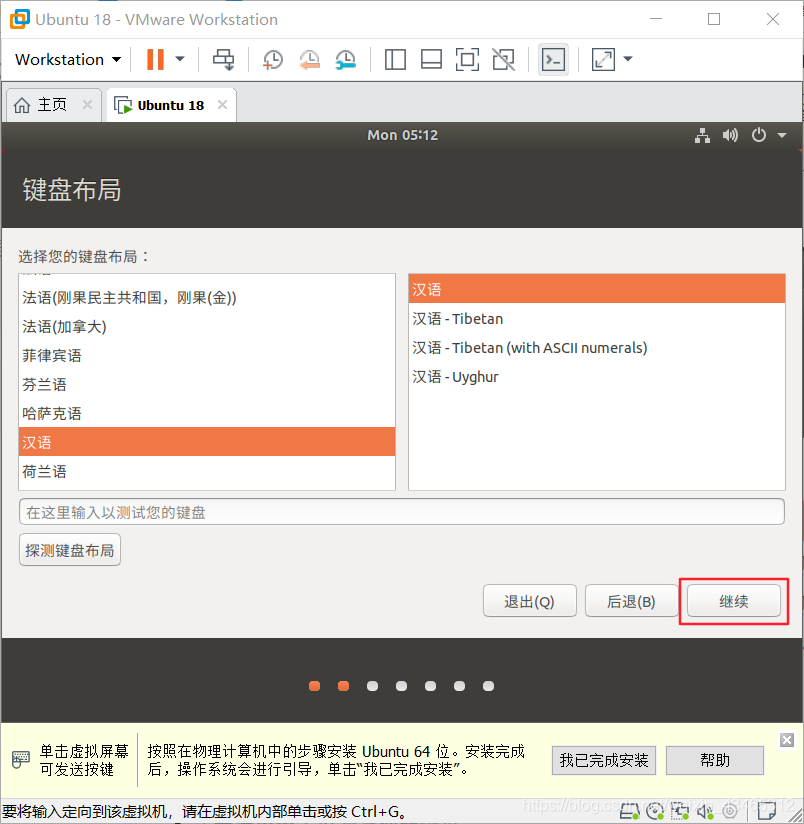 Ubuntu 18 - VMware Workstation
Workstation
主页
Ubuntu 18
Mon 05:12
键盘布局
选择您的键盘布局：
法语(刚果民主共和国，刚果(金))
法语(加拿大)
菲律宾语
芬兰语
哈萨克语
汉语
荷兰语
汉语
汉语 - Tibetan
汉语 - Tibetan (with ASCII numerals)
汉语 - Uyghur
在这里输入以测试您的键盘
探测键盘布局
退出(Q)
后退(B)
继续
单击虚拟屏幕
可发送按键
按照在物理计算机中的步骤安装 Ubuntu 64 位。安装完成
后，操作系统会进行引导，单击“我已完成安装”。
我已完成安装
帮助
要将输入定向到该虚拟机，请在虚拟机内部单击或按 Ctrl+G。